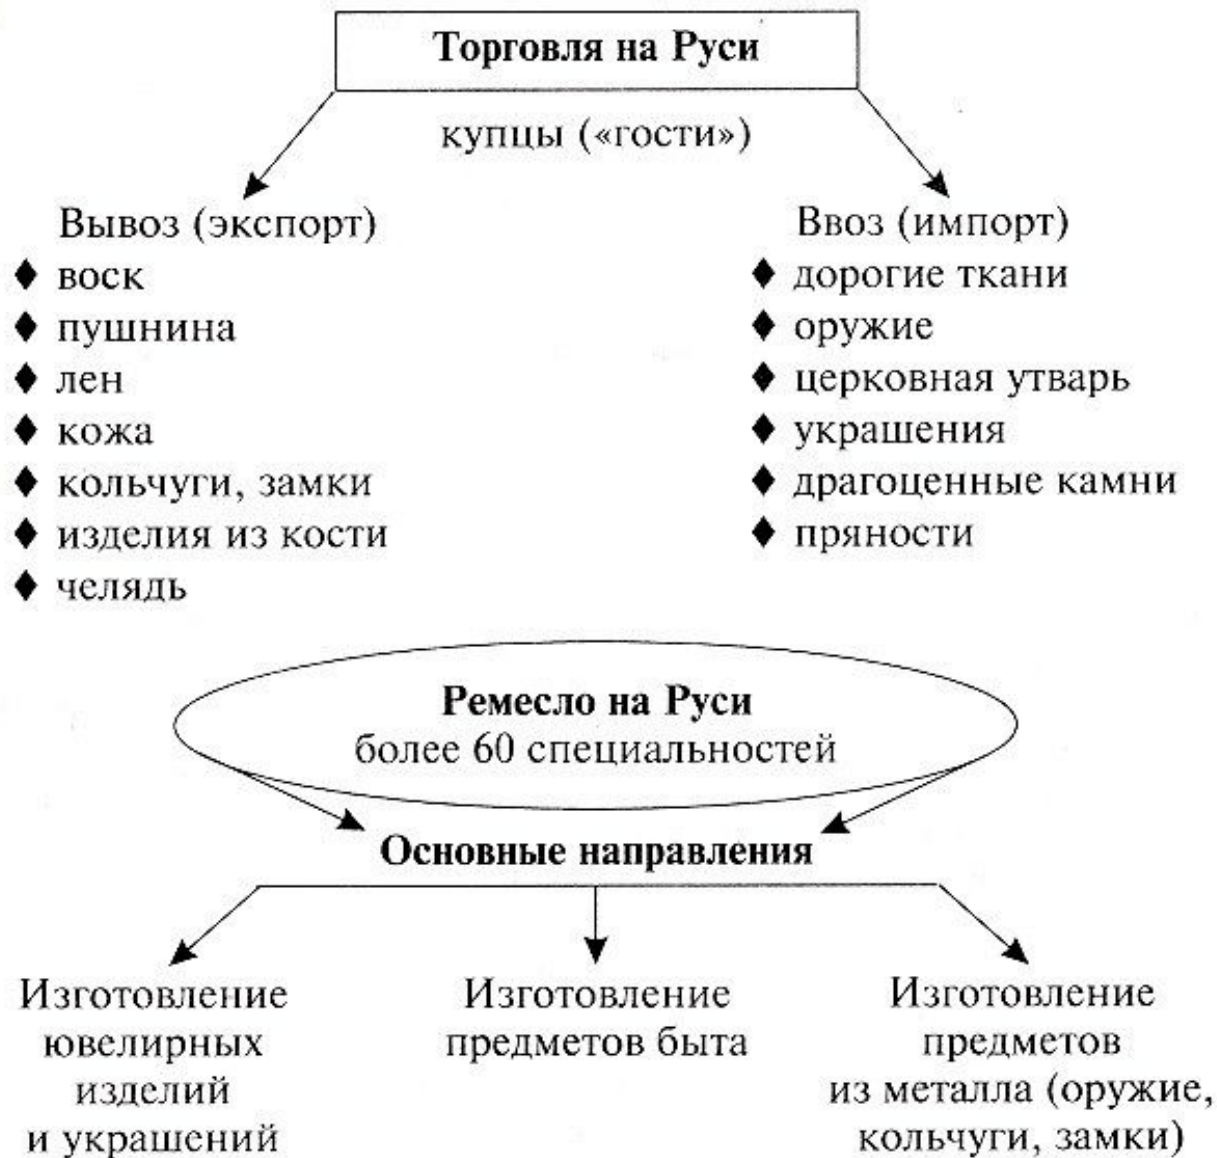 Торговля на Руси
купцы («гости»)
Вывоз (экспорт)
♦ воск
♦ пушнина
♦ лен
♦ кожа
♦ кольчуги, замки
♦ изделия из кости
♦ челядь
Ввоз (импорт)
♦ дорогие ткани
♦ оружие
♦ церковная утварь
♦ украшения
♦ драгоценные камни
♦ пряности
Ремесло на Руси
более 60 специальностей
Основные направления
Изготовление
ювелирных
изделий
и украшений
Изготовление
предметов быта
Изготовление
предметов
из металла (оружие,
кольчуги, замки)